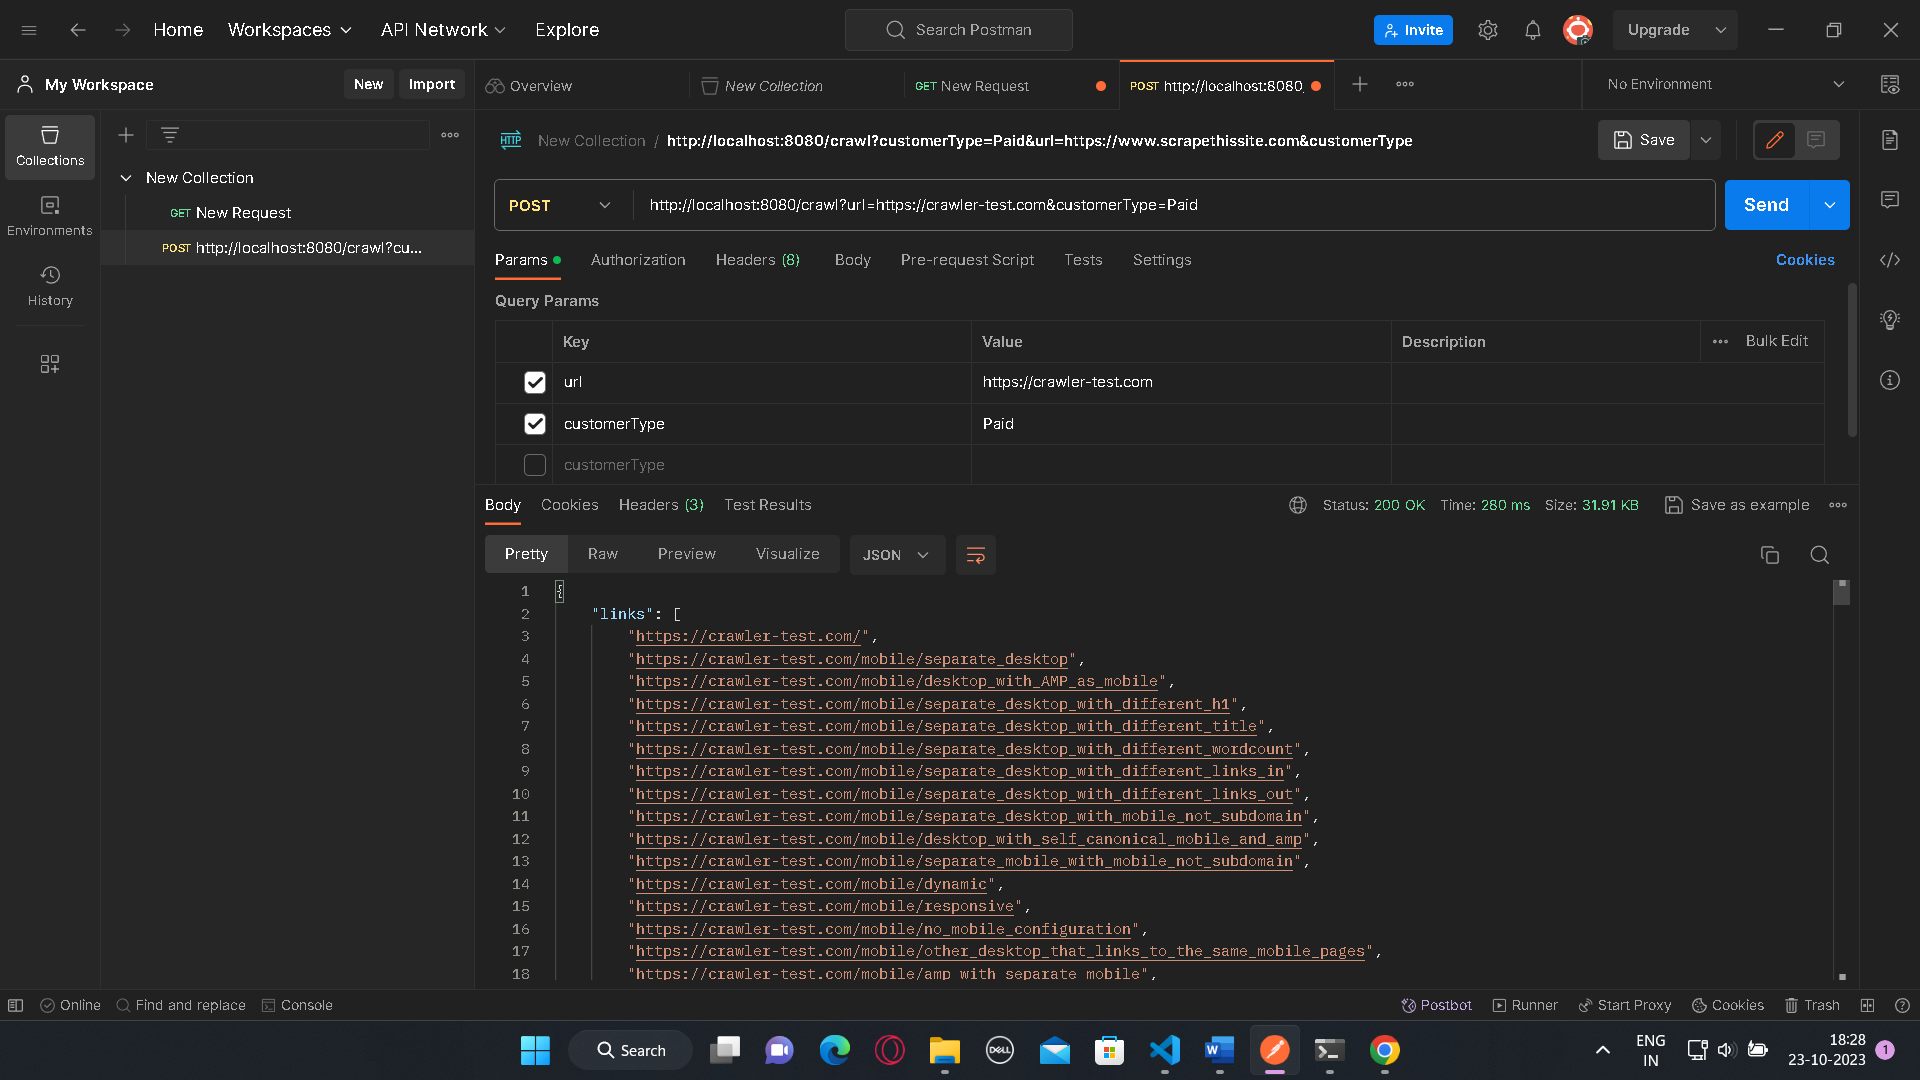 Home
Workspaces
API Network
Explore
Search Postman
Invite
Upgrade
My Workspace
New
Import
Overview
New Collection
GET New Request
POST http://localhost:8080,
No Environment
Collections
Environments
History
New Collection
GET New Request
POST http://localhost:8080/crawl?cu...
HTTP
New Collection / http://localhost:8080/crawl?customerType=Paid&url=https://www.scrapethissite.com&customerType
Save
POST
http://localhost:8080/crawl?url=https://crawler-test.com&customerType=Paid
Send
Params
Authorization
Headers (8)
Body
Pre-request Script
Tests
Settings
Cookies
Query Params
Key
Value
Description
Bulk Edit
url
https://crawler-test.com
customerType
Paid
customerType
Body
Cookies
Headers (3)
Test Results
Status: 200 OK
Time: 280 ms
Size: 31.91 KB
Save as example
Pretty
Raw
Preview
Visualize
JSON
1 {
2 "links": [
3 "https://crawler-test.com/",
4 "https://crawler-test.com/mobile/separate_desktop",
5 "https://crawler-test.com/mobile/desktop_with_AMP_as_mobile",
6 "https://crawler-test.com/mobile/separate_desktop_with_different_h1",
7 "https://crawler-test.com/mobile/separate_desktop_with_different_title",
8 "https://crawler-test.com/mobile/separate_desktop_with_different_wordcount",
9 "https://crawler-test.com/mobile/separate_desktop_with_different_links_in",
10 "https://crawler-test.com/mobile/separate_desktop_with_different_links_out",
11 "https://crawler-test.com/mobile/separate_desktop_with_mobile_not_subdomain",
12 "https://crawler-test.com/mobile/desktop_with_self_canonical_mobile_and_amp",
13 "https://crawler-test.com/mobile/separate_mobile_with_mobile_not_subdomain",
14 "https://crawler-test.com/mobile/dynamic",
15 "https://crawler-test.com/mobile/responsive",
16 "https://crawler-test.com/mobile/no_mobile_configuration",
17 "https://crawler-test.com/mobile/other_desktop_that_links_to_the_same_mobile_pages",
18 "https://crawler-test.com/mobile/amp_with_separate_mobile",
Online
Find and replace
Console
Postbot
Runner
Start Proxy
Cookies
Trash
Search
DELL
ENG
IN
18:28
23-10-2023
1